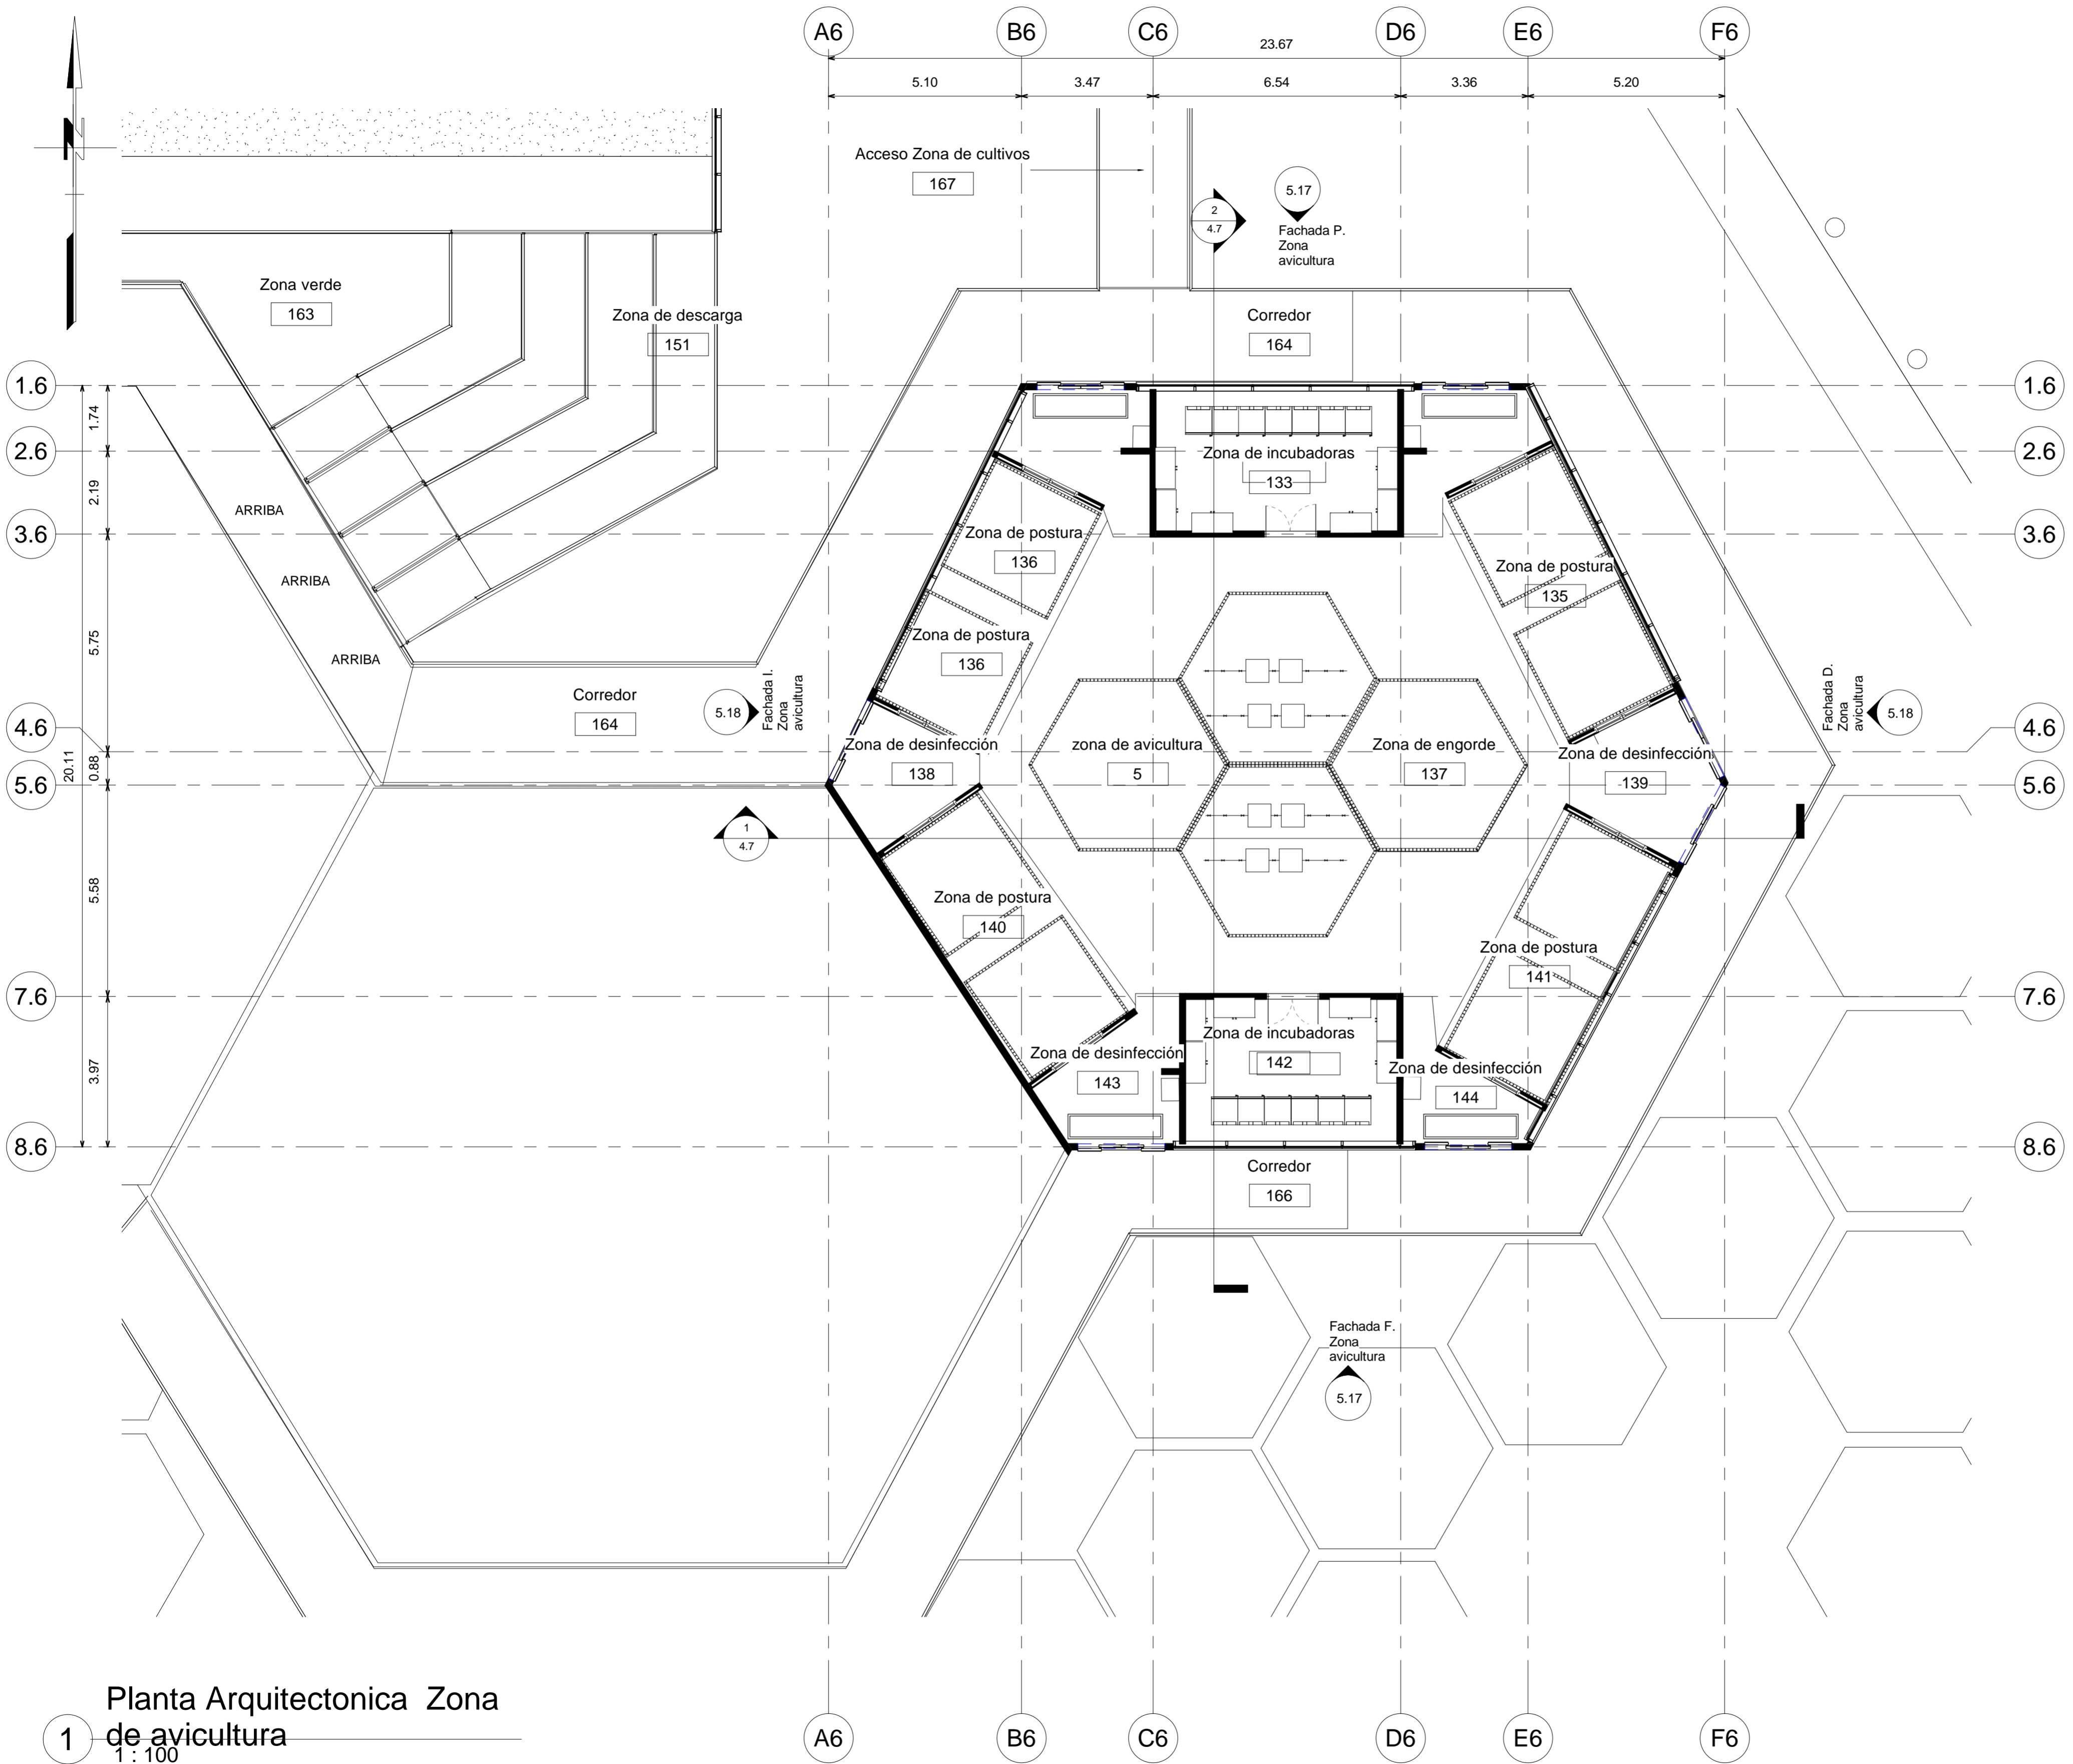 A6 B6 C6 D6 E6 F6
23.67
5.10 3.47 6.54 3.36 5.20
N
Acceso Zona de cultivos
167
2
4.7
5.17
Fachada P.
Zona
avicultura
Zona verde
163
Zona de descarga
151
Corredor
164
1.6 1.6
1.74
2.6 2.6
2.19
3.6 3.6
5.75
4.6 4.6
0.88
20.11
5.6 5.6
5.58
7.6 7.6
3.97
8.6 8.6
ARRIBA
ARRIBA
ARRIBA
Zona de incubadoras
133
Zona de postura
136
Zona de postura
135
Zona de postura
136
Corredor
164
5.18
Fachada I.
Zona
avicultura
Fachada D.
Zona
avicultura
5.18
Zona de desinfección
138
zona de avicultura
5
Zona de engorde
137
Zona de desinfección
139
1
4.7
Zona de postura
140
Zona de postura
141
Zona de incubadoras
142
Zona de desinfección
143
Zona de desinfección
144
Corredor
166
Fachada F.
Zona
avicultura
5.17
1
Planta Arquitectonica Zona
de avicultura
1 : 100
A6 B6 C6 D6 E6 F6